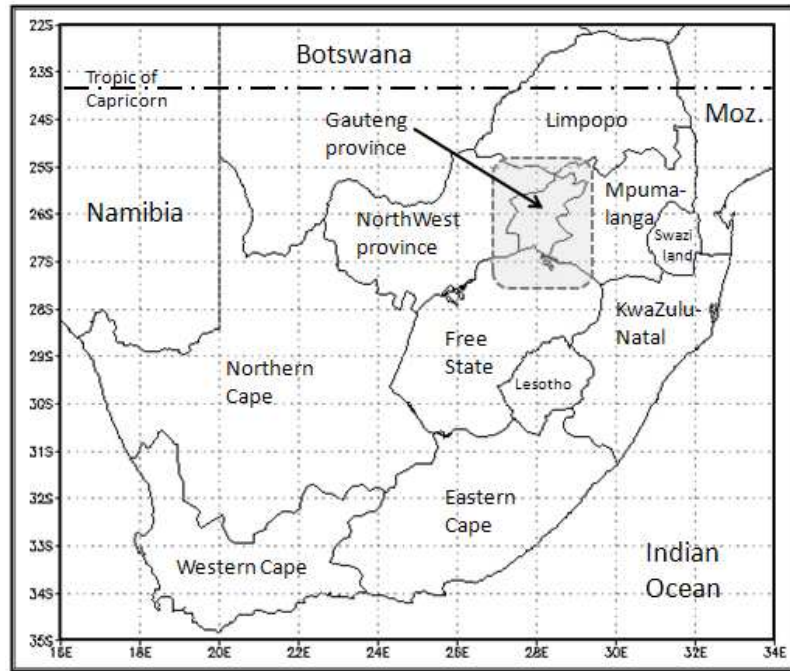 22S
23S
24S
25S
26S
27S
28S
29S
30S
31S
32S
33S
34S
35S
16E
18E
20E
22E
24E
26E
28E
30E
32E
34E
Botswana
Tropic of
Capricorn
Gauteng
province
Limpopo
Moz.
Namibia
NorthWest
province
Mpuma-
langa
Swazi
land
KwaZulu-
Natal
Free
State
Lesotho
Northern
Cape
Eastern
Cape
Western Cape
Indian
Ocean